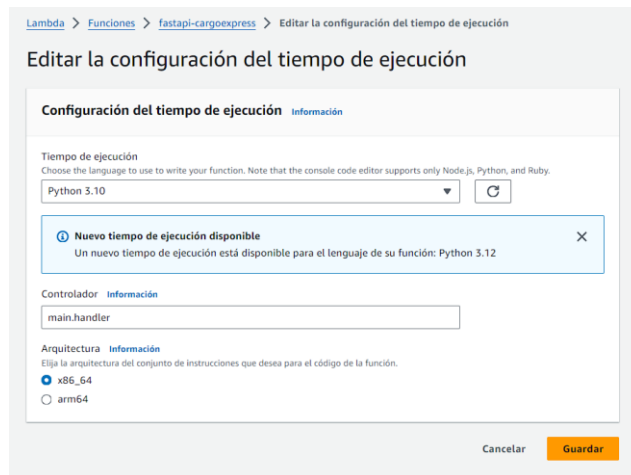 Lambda > Funciones > fastapi-cargoexpress > Editar la configuración del tiempo de ejecución
Editar la configuración del tiempo de ejecución
Configuración del tiempo de ejecución Información
Tiempo de ejecución
Choose the language to use to write your function. Note that the console code editor supports only Node.js, Python, and Ruby.
Python 3.10
Nuevo tiempo de ejecución disponible
Un nuevo tiempo de ejecución está disponible para el lenguaje de su función: Python 3.12
Controlador Información
main.handler
Arquitectura Información
Elija la arquitectura del conjunto de instrucciones que desea para el código de la función.
x86_64
arm64
Cancelar Guardar